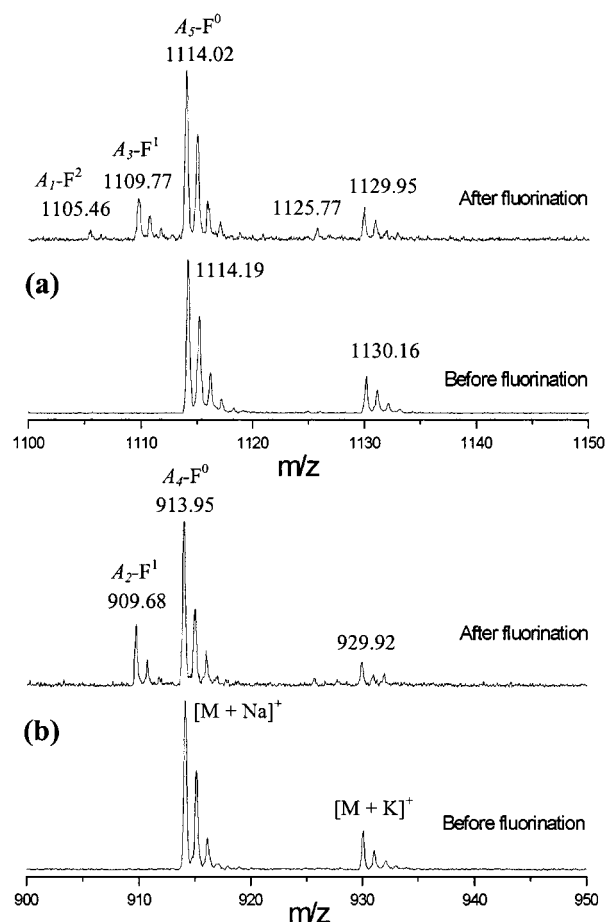 A₅-F⁰
1114.02
A₃-F¹
1109.77
A₁-F²
1105.46
1125.77
1129.95
After fluorination
(a)
1114.19
1130.16
Before fluorination
1100 1110 1120 1130 1140 1150
m/z
A₄-F⁰
913.95
A₂-F¹
909.68
929.92
After fluorination
(b)
[M + Na]⁺
[M + K]⁺
Before fluorination
900 910 920 930 940 950
m/z